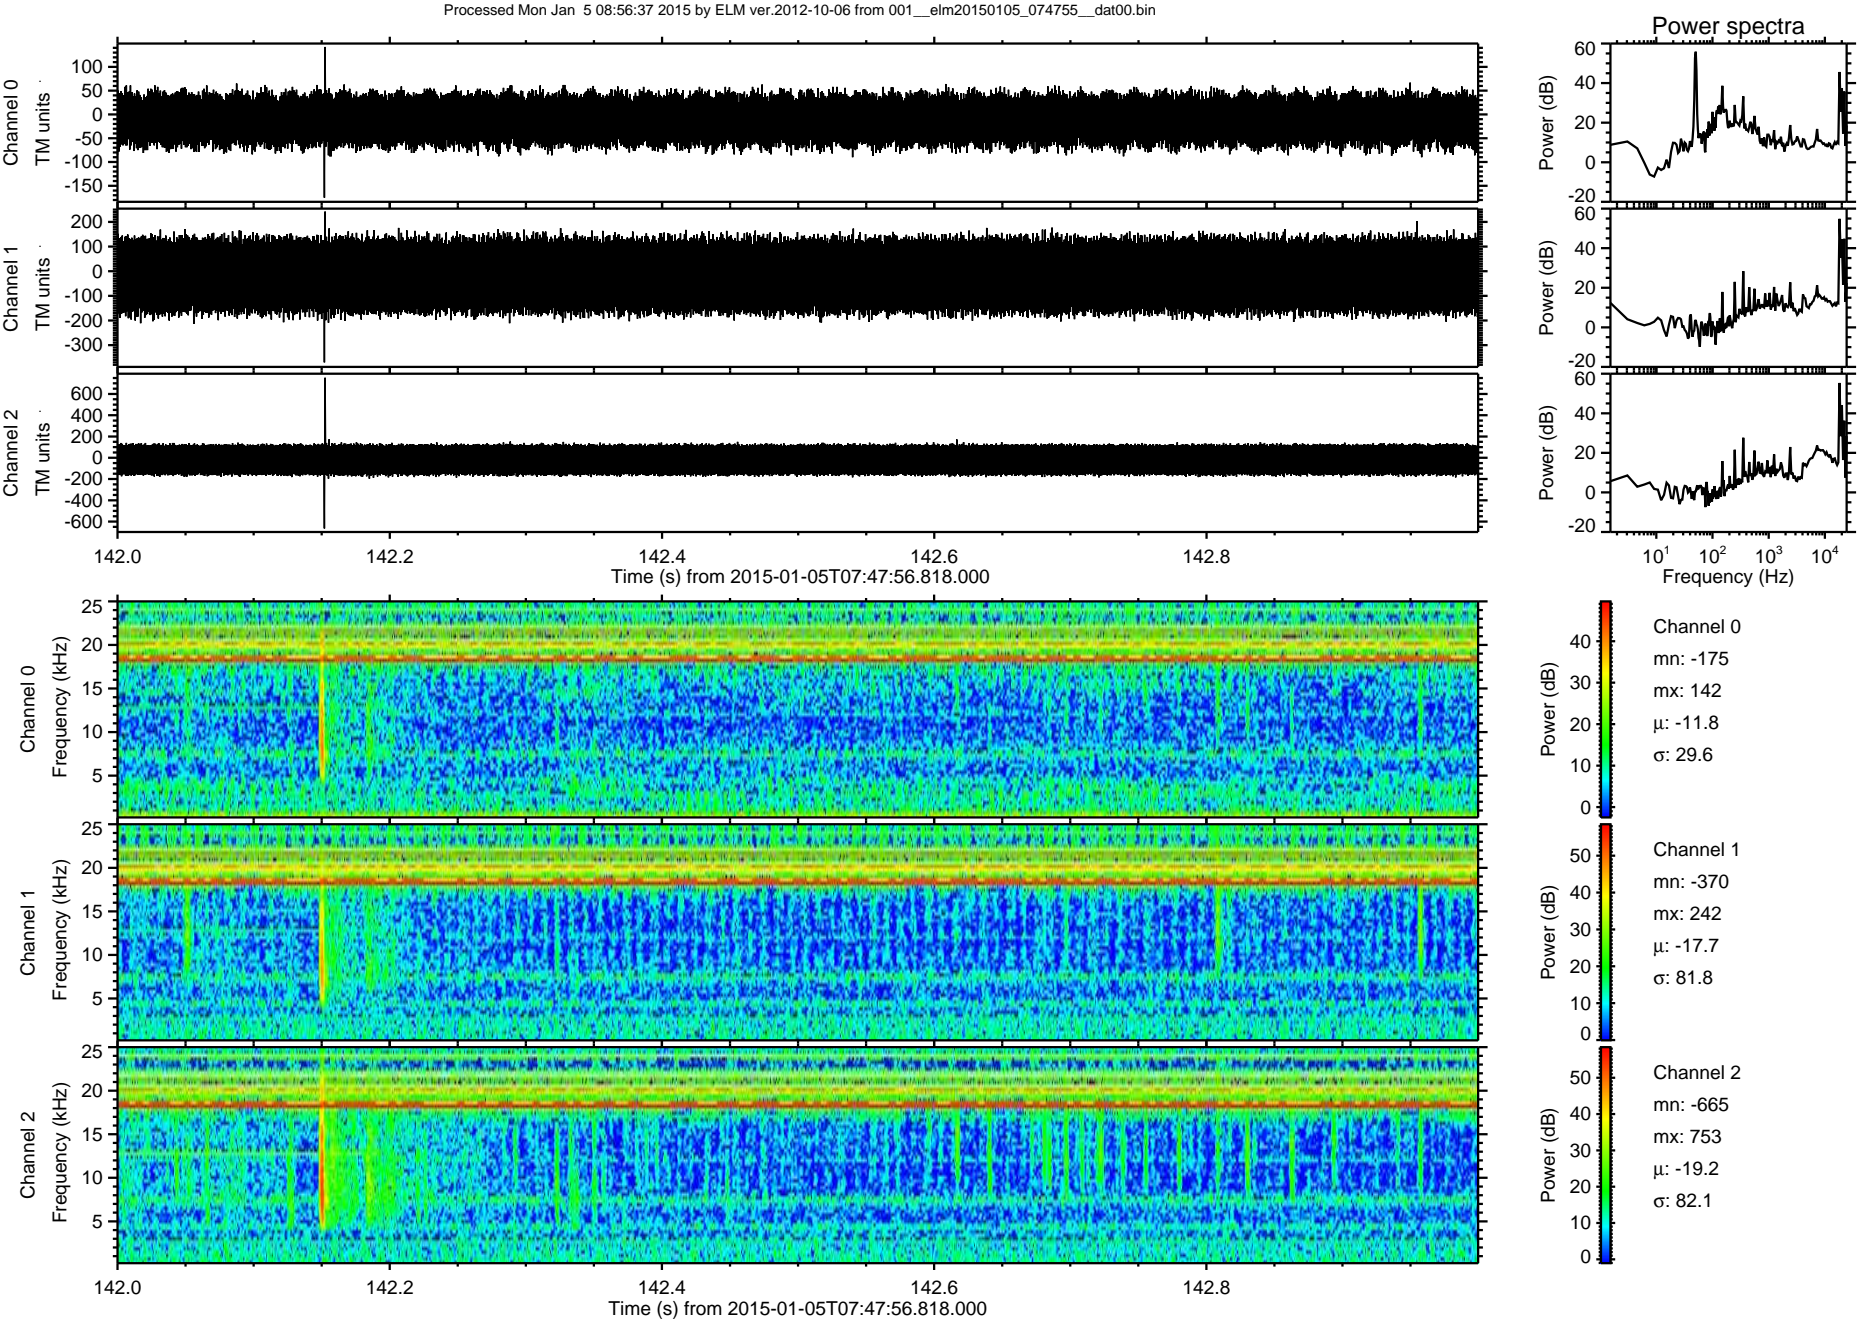 Processed Mon Jan  5 08:56:37 2015 by ELM ver.2012-10-06 from 001__elm20150105_074755__dat00.bin
Power spectra
Channel 0
TM units
100
50
0
-50
-100
-150
Power (dB)
60
40
20
0
-20
Channel 1
TM units
200
100
0
-100
-200
-300
Power (dB)
60
40
20
0
-20
Channel 2
TM units
600
400
200
0
-200
-400
-600
Power (dB)
60
40
20
0
-20
142.0 142.2 142.4 142.6 142.8
Time (s) from 2015-01-05T07:47:56.818.000
10¹ 10² 10³ 10⁴
Frequency (Hz)
Channel 0
Frequency (kHz)
25
20
15
10
5
Power (dB)
40
30
20
10
0
Channel 0
mn: -175
mx: 142
µ: -11.8
σ: 29.6
Channel 1
Frequency (kHz)
25
20
15
10
5
Power (dB)
50
40
30
20
10
0
Channel 1
mn: -370
mx: 242
µ: -17.7
σ: 81.8
Channel 2
Frequency (kHz)
25
20
15
10
5
Power (dB)
50
40
30
20
10
0
Channel 2
mn: -665
mx: 753
µ: -19.2
σ: 82.1
142.0 142.2 142.4 142.6 142.8
Time (s) from 2015-01-05T07:47:56.818.000